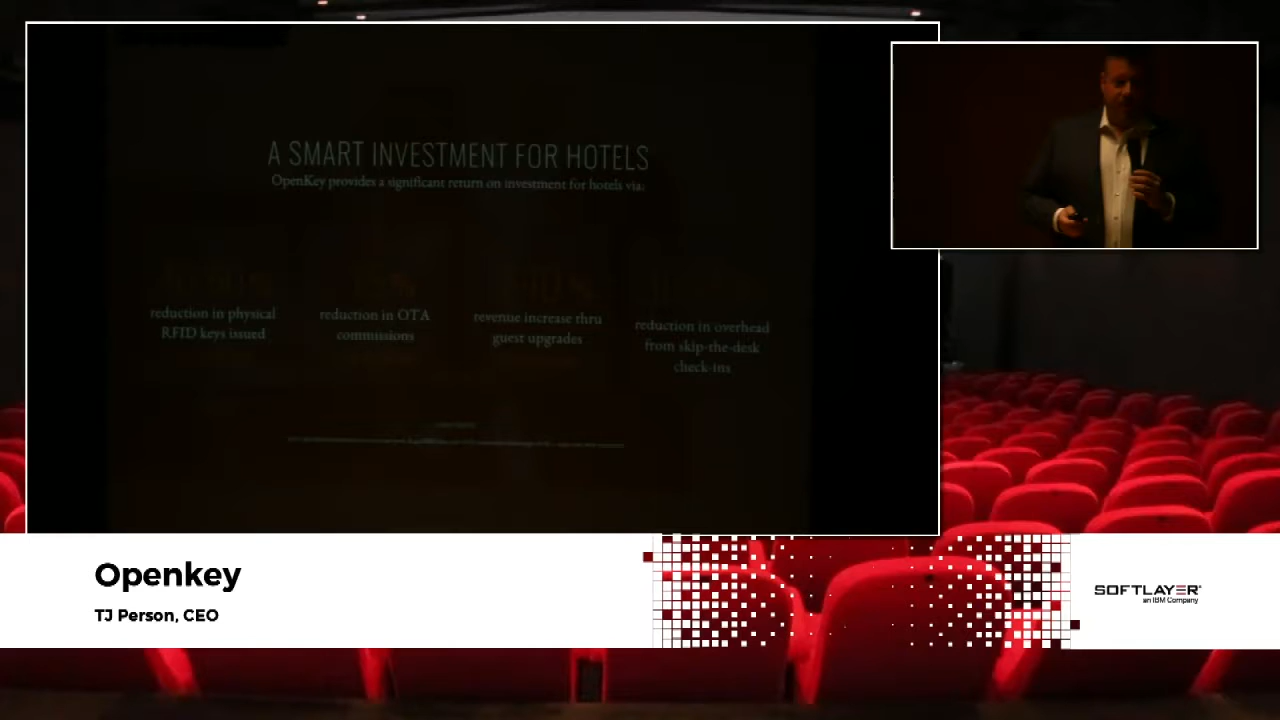 A SMART INVESTMENT FOR HOTELS
OpenKey provides a significant return on investment for hotels via:
reduction in physical
RFID keys issued
reduction in OTA
commissions
revenue increase thru
guest upgrades
reduction in overhead
from skip-the-desk
check-ins
Openkey
TJ Person, CEO
SOFTLAYER
an IBM Company